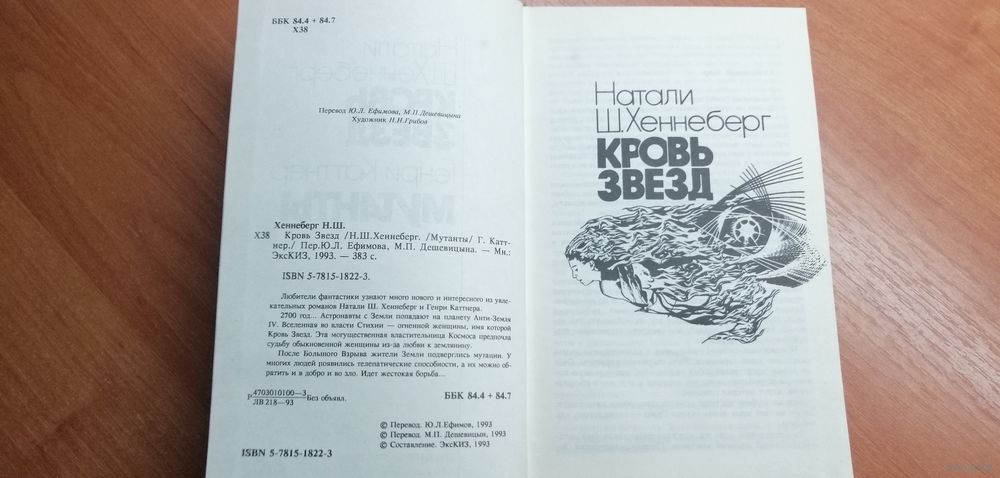 ББК 84.4 + 84.7
Х38
Перевод Ю.Л. Ефимова, М.П.Дешевицына
Художник Н.Н.Грибов
Хеннеберг Н.Ш.
Х38 Кровь Звезд /Н.Ш.Хеннеберг. /Мутанты/ Г. Катт-
нер./ Пер.Ю.Л. Ефимова, М.П. Дешевицына. — Мн.:
ЭксКИЗ, 1993. — 383 с.
ISBN 5-7815-1822-3.
Любители фантастики узнают много нового и интересного из увле-
кательных романов Натали Ш. Хеннеберг и Генри Каттнера.
2700 год... Астронавты с Земли попадают на планету Анти-Земля
IV. Вселенная во власти Стихии — огненной женщины, имя которой
Кровь Звезд. Эта могущественная властительница Космоса предпочла
судьбу обыкновенной женщины из-за любви к землянину.
После Большого Взрыва жители Земли подверглись мутации. У
многих людей появились телепатические способности, а их можно об-
ратить и в добро и во зло. Идет жестокая борьба...
Р 4703010100—3
ЛВ 218—93 Без объявл.
ББК 84.4 + 84.7
© Перевод. Ю.Л.Ефимов, 1993
© Перевод. М.П. Дешевицын, 1993
© Составление. ЭксКИЗ, 1993
ISBN 5-7815-1822-3
Натали
Ш.Хеннеберг
КРОВЬ
ЗВЕЗД